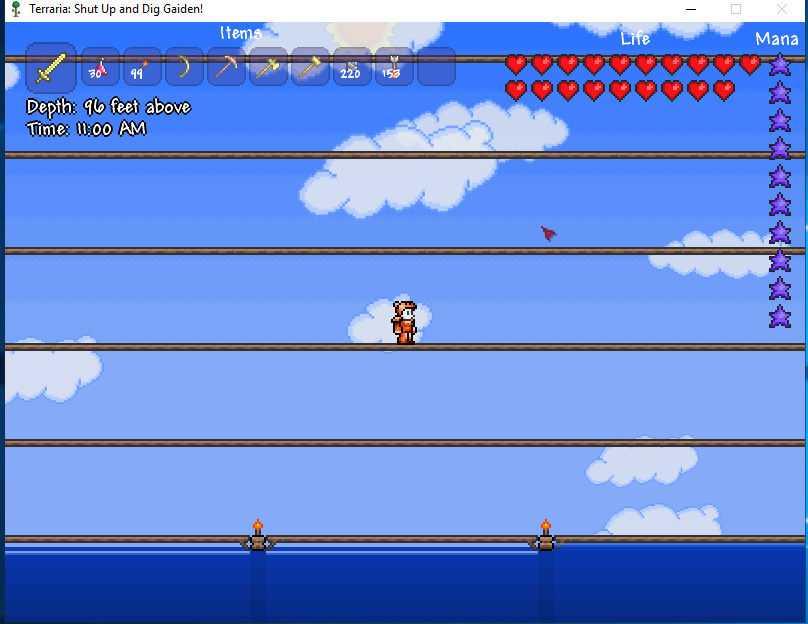 Terraria: Shut Up and Dig Gaiden!
Items
Life
Mana
30
99
220
153
Depth: 96 feet above
Time: 11:00 AM